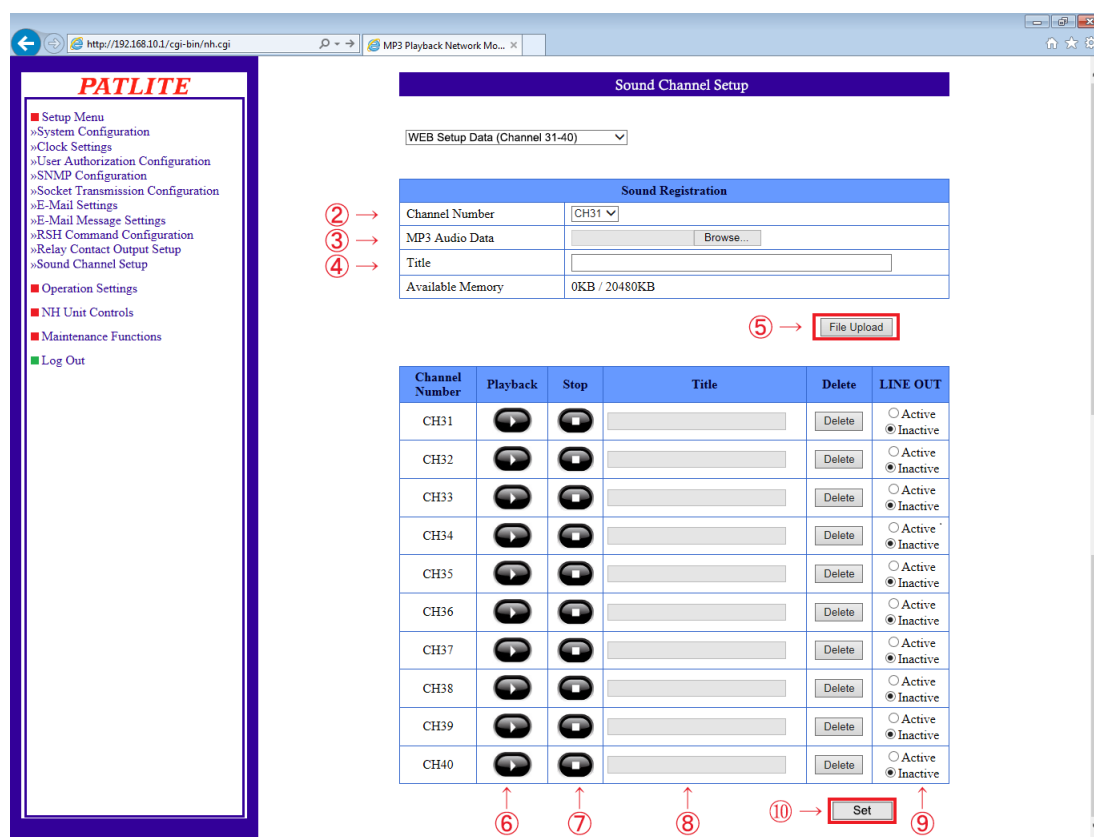 http://192.168.10.1/cgi-bin/nh.cgi
MP3 Playback Network Mo...
PATLITE
Setup Menu
»System Configuration
»Clock Settings
»User Authorization Configuration
»SNMP Configuration
»Socket Transmission Configuration
»E-Mail Settings
»E-Mail Message Settings
»RSH Command Configuration
»Relay Contact Output Setup
»Sound Channel Setup
Operation Settings
NH Unit Controls
Maintenance Functions
Log Out
Sound Channel Setup
WEB Setup Data (Channel 31-40)
Sound Registration
② → Channel Number CH31
③ → MP3 Audio Data Browse...
④ → Title
Available Memory 0KB / 20480KB
⑤ → File Upload
Channel Number Playback Stop Title Delete LINE OUT
CH31 Delete Active
Inactive
CH32 Delete Active
Inactive
CH33 Delete Active
Inactive
CH34 Delete Active
Inactive
CH35 Delete Active
Inactive
CH36 Delete Active
Inactive
CH37 Delete Active
Inactive
CH38 Delete Active
Inactive
CH39 Delete Active
Inactive
CH40 Delete Active
Inactive
⑥ ⑦ ⑧ ⑩ → Set ⑨